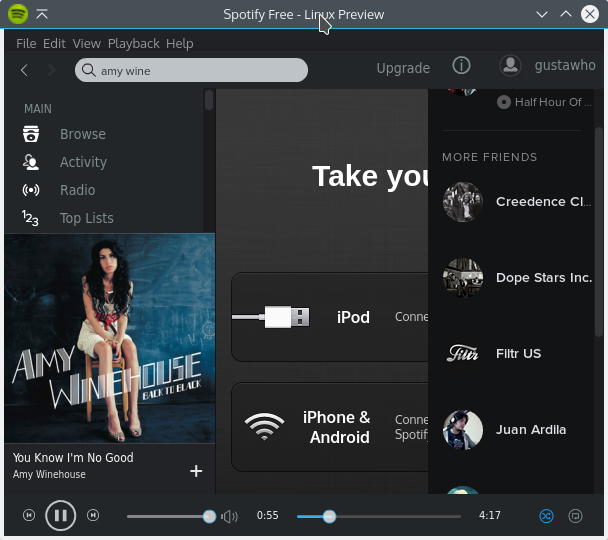 Spotify Free - Linux Preview
File Edit View Playback Help
amy wine
Upgrade
gustawho
MAIN
Browse
Activity
Radio
Top Lists
AMY WINEHOUSE
BACK TO BLACK
You Know I'm No Good
Amy Winehouse
Take you
iPod
Conne
iPhone &
Android
Conne
Spotify
Half Hour Of ...
MORE FRIENDS
Creedence Cl...
Dope Stars Inc.
Filtr
Filtr US
Juan Ardila
0:55
4:17